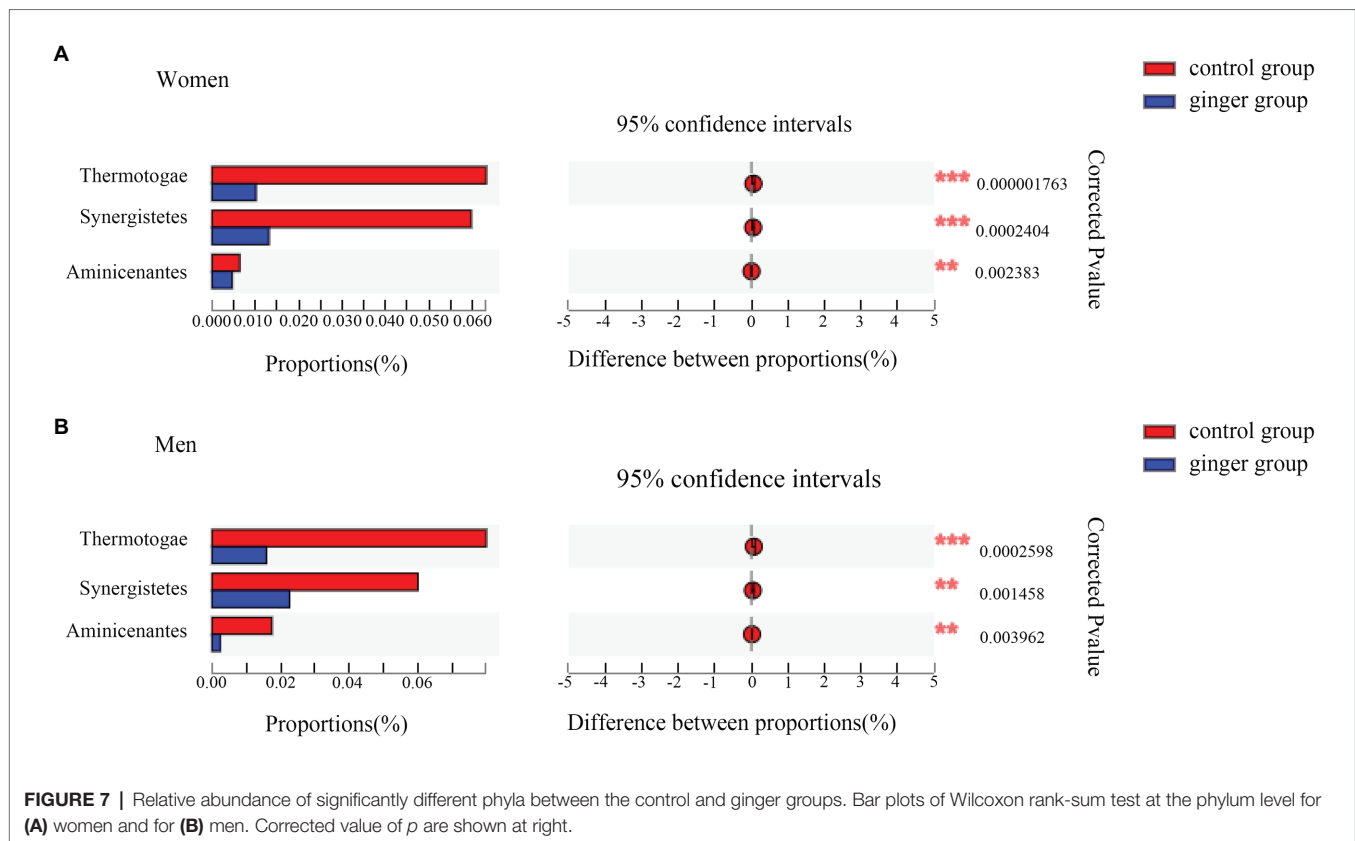 A
Women
control group
ginger group
95% confidence intervals
Thermotogae
Synergistetes
Aminicenantes
*** 0.000001763
*** 0.0002404
** 0.002383
Corrected Pvalue
0.000 0.010 0.020 0.030 0.040 0.050 0.060
-5 -4 -3 -2 -1 0 1 2 3 4 5
Proportions(%)
Difference between proportions(%)
B
Men
control group
ginger group
95% confidence intervals
Thermotogae
Synergistetes
Aminicenantes
*** 0.0002598
** 0.001458
** 0.003962
Corrected Pvalue
0.00 0.02 0.04 0.06
-5 -4 -3 -2 -1 0 1 2 3 4 5
Proportions(%)
Difference between proportions(%)
FIGURE 7 | Relative abundance of significantly different phyla between the control and ginger groups. Bar plots of Wilcoxon rank-sum test at the phylum level for
(A) women and for (B) men. Corrected value of p are shown at right.